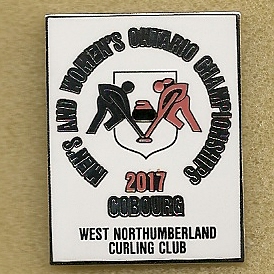 MEN'S AND WOMEN'S ONTARIO CHAMPIONSHIPS
2017
COBOURG
WEST NORTHUMBERLAND
CURLING CLUB